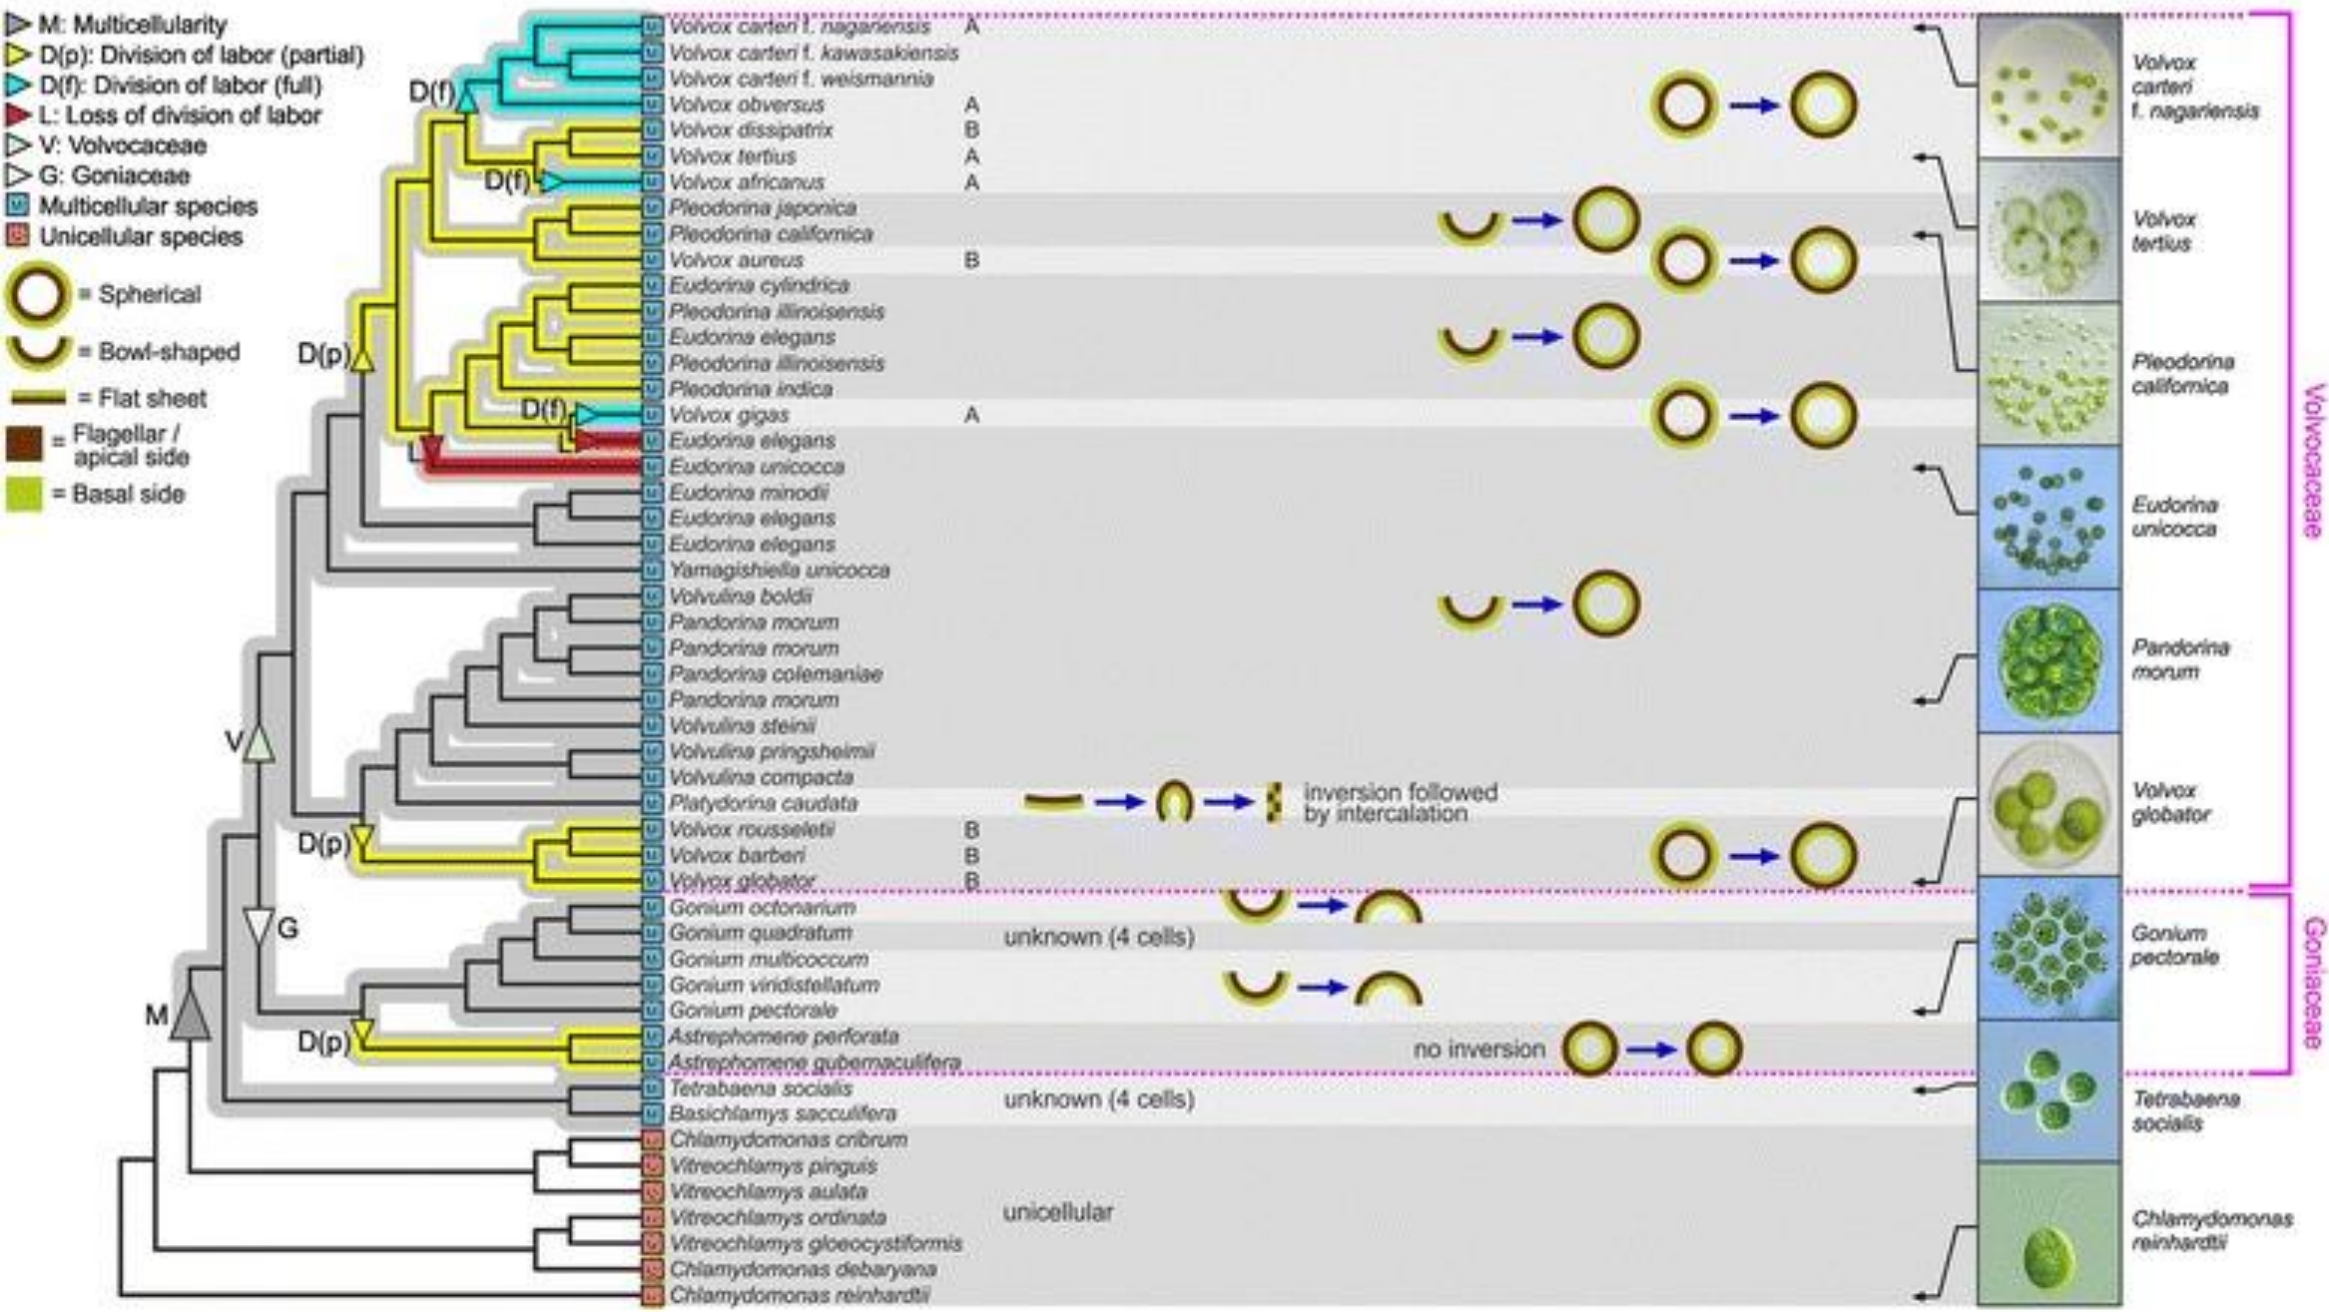 M: Multicellularity
D(p): Division of labor (partial)
D(f): Division of labor (full)
L: Loss of division of labor
V: Volvocaceae
G: Goniaceae
Multicellular species
Unicellular species
= Spherical
= Bowl-shaped
= Flat sheet
= Flagellar /
apical side
= Basal side
D(f)
D(f)
D(p)
D(f)
V
D(p)
G
M
D(p)
Volvox carteri f. nagariensis A
Volvox carteri f. kawasakiensis
Volvox carteri f. weismannia
Volvox obversus A
Volvox dissipatrix B
Volvox tertius A
Volvox africanus A
Pleodorina japonica
Pleodorina californica
Volvox aureus B
Eudorina cylindrica
Pleodorina illinoisensis
Eudorina elegans
Pleodorina illinoisensis
Pleodorina indica
Volvox gigas A
Eudorina elegans
Eudorina unicocca
Eudorina minodii
Eudorina elegans
Eudorina elegans
Yamagishiella unicocca
Volvulina boldii
Pandorina morum
Pandorina morum
Pandorina colemaniae
Pandorina morum
Volvulina steinii
Volvulina pringsheimii
Volvulina compacta
Platydorina caudata
Volvox rousseletii B
Volvox barberi B
Volvox globator B
Gonium octonarium
Gonium quadratum
Gonium multicoccum
Gonium viridistellatum
Gonium pectorale
Astrephomene perforata
Astrephomene gubernaculifera
Tetrabaena socialis
Basichlamys sacculifera
Chlamydomonas cribrum
Vitreochlamys pinguis
Vitreochlamys aulata
Vitreochlamys ordinata
Vitreochlamys gloeocystiformis
Chlamydomonas debaryana
Chlamydomonas reinhardtii
inversion followed
by intercalation
unknown (4 cells)
no inversion
unknown (4 cells)
unicellular
Volvox
carteri
f. nagariensis
Volvox
tertius
Pleodorina
californica
Eudorina
unicocca
Pandorina
morum
Volvox
globator
Gonium
pectorale
Tetrabaena
socialis
Chlamydomonas
reinhardtii
Volvocaceae
Goniaceae